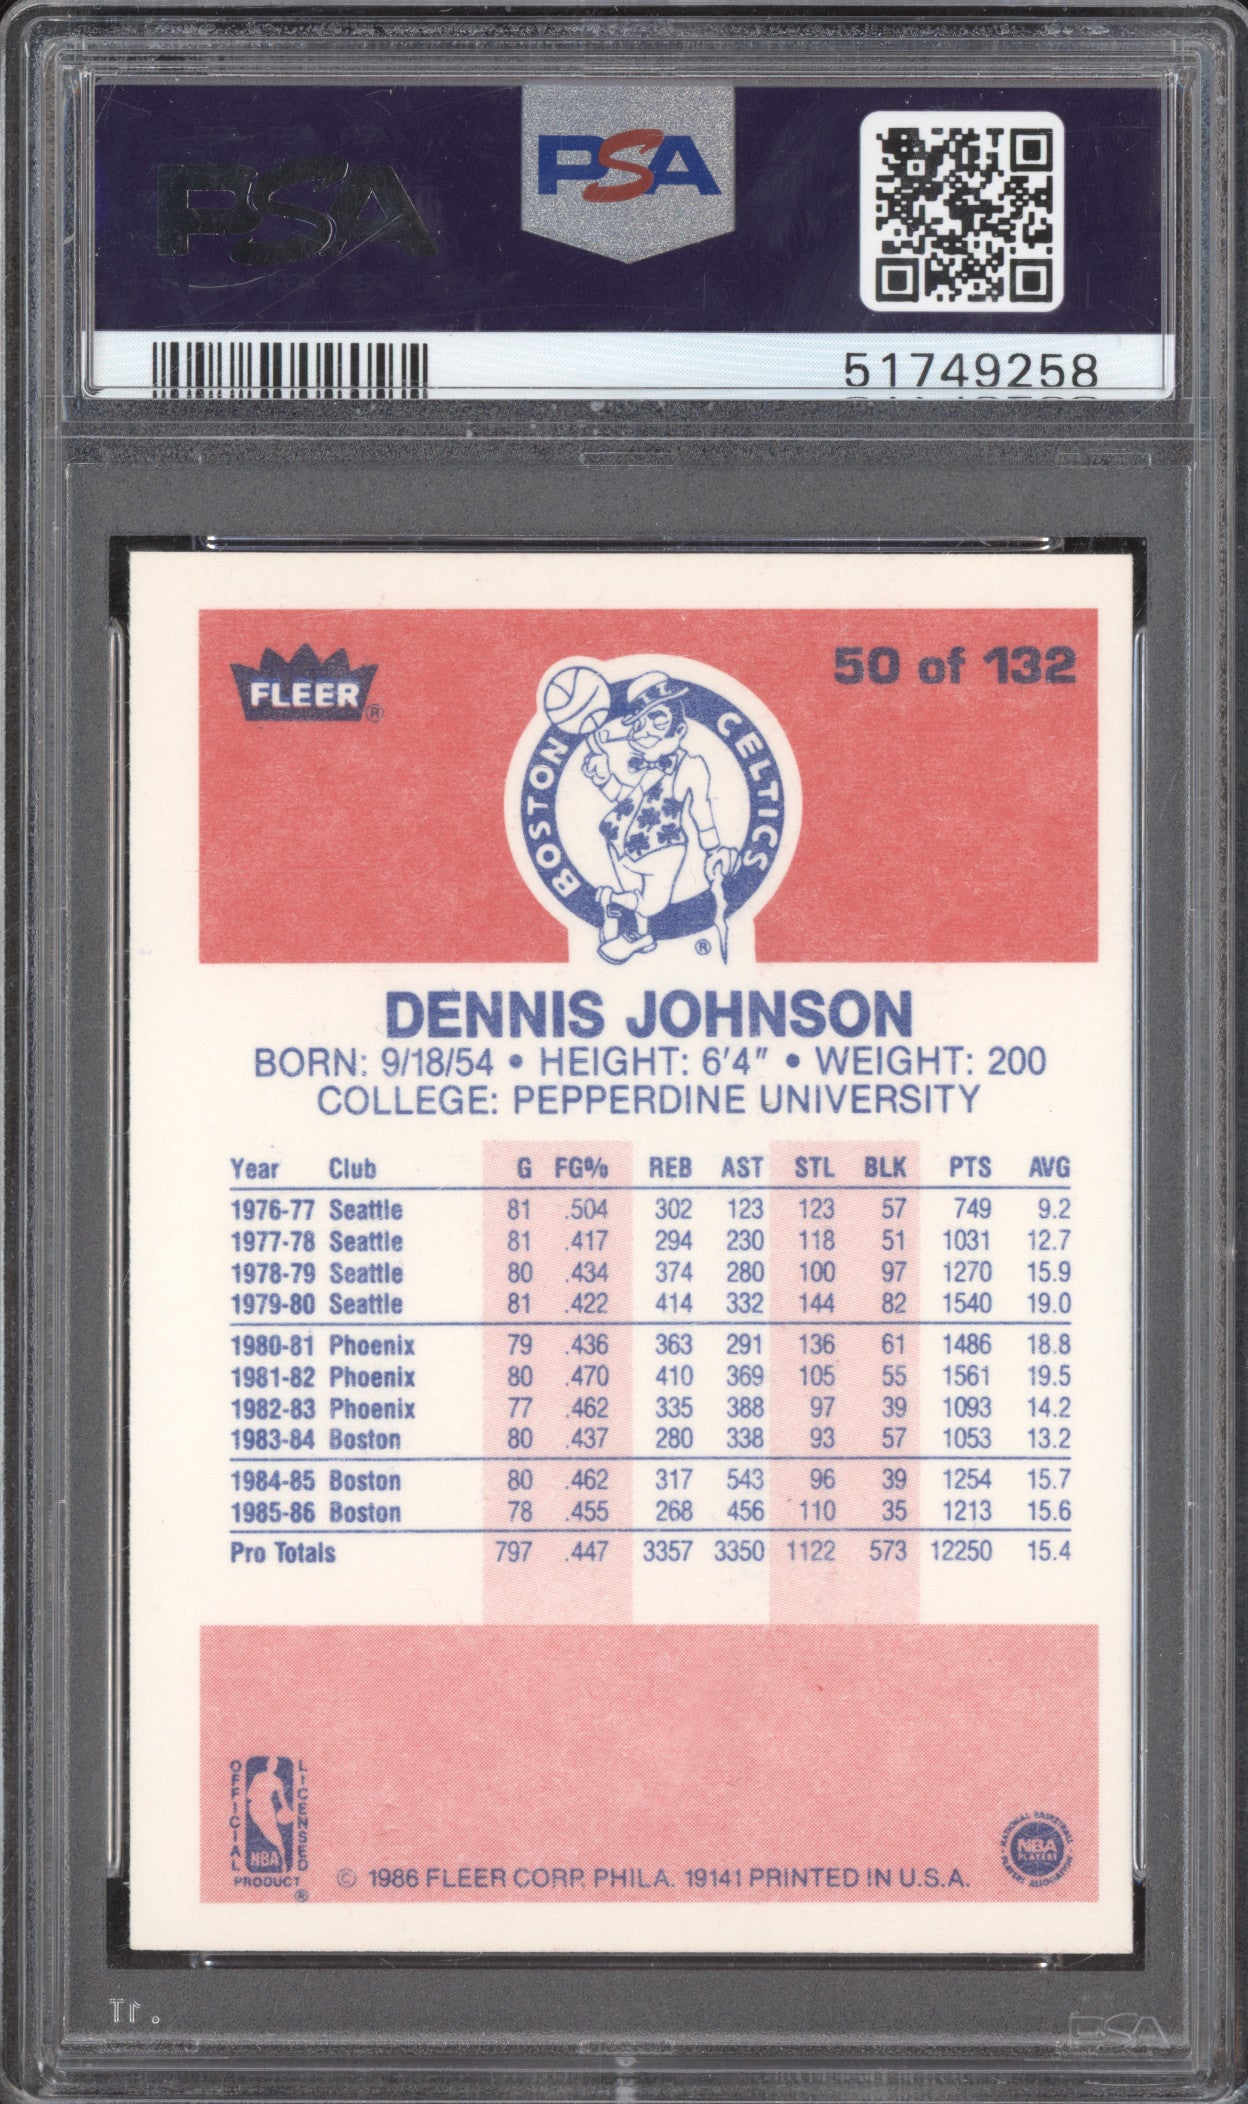 PSA
PSA
51749258
FLEER®
50 of 132
BOSTON CELTICS
®
DENNIS JOHNSON
BORN: 9/18/54 • HEIGHT: 6'4" • WEIGHT: 200
COLLEGE: PEPPERDINE UNIVERSITY
Year Club G FG% REB AST STL BLK PTS AVG
1976-77 Seattle 81 .504 302 123 123 57 749 9.2
1977-78 Seattle 81 .417 294 230 118 51 1031 12.7
1978-79 Seattle 80 .434 374 280 100 97 1270 15.9
1979-80 Seattle 81 .422 414 332 144 82 1540 19.0
1980-81 Phoenix 79 .436 363 291 136 61 1486 18.8
1981-82 Phoenix 80 .470 410 369 105 55 1561 19.5
1982-83 Phoenix 77 .462 335 388 97 39 1093 14.2
1983-84 Boston 80 .437 280 338 93 57 1053 13.2
1984-85 Boston 80 .462 317 543 96 39 1254 15.7
1985-86 Boston 78 .455 268 456 110 35 1213 15.6
Pro Totals 797 .447 3357 3350 1122 573 12250 15.4
OFFICIAL LICENSED
NBA
PRODUCT ®
© 1986 FLEER CORP. PHILA. 19141 PRINTED IN U.S.A.
NATIONAL BASKETBALL
NBA
PLAYERS
PLAYERS ASSOCIATION
PSA